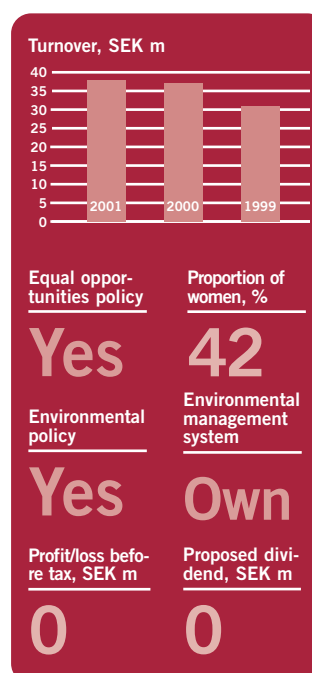 Turnover, SEK m
40
35
30
25
20
15
10
5
0
2001
2000
1999
Equal oppor-
tunities policy
Yes
Proportion of
women, %
42
Environmental
policy
Yes
Environmental
management
system
Own
Profit/loss befo-
re tax, SEK m
0
Proposed divi-
dend, SEK m
0